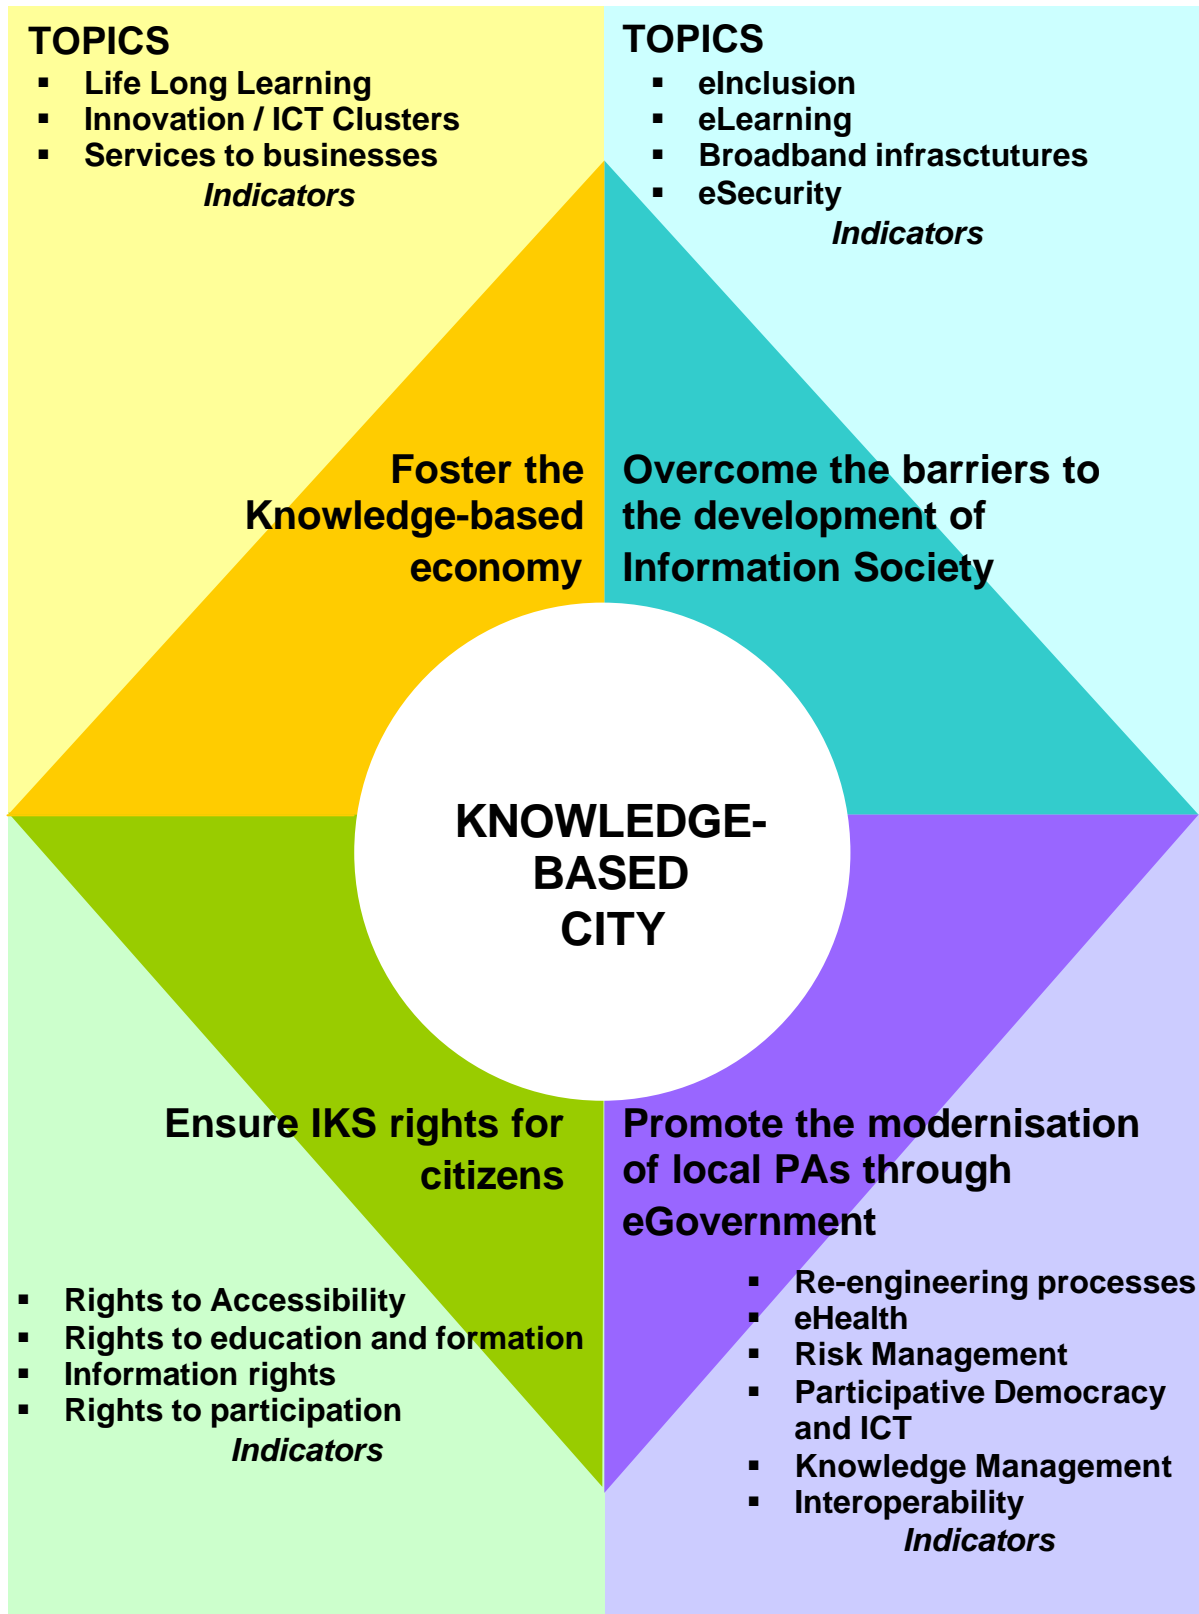 TOPICS
▪ Life Long Learning
▪ Innovation / ICT Clusters
▪ Services to businesses
Indicators
TOPICS
▪ eInclusion
▪ eLearning
▪ Broadband infrasctutures
▪ eSecurity
Indicators
Foster the
Knowledge-based
economy
Overcome the barriers to
the development of
Information Society
KNOWLEDGE-
BASED
CITY
Ensure IKS rights for
citizens
▪ Rights to Accessibility
▪ Rights to education and formation
▪ Information rights
▪ Rights to participation
Indicators
Promote the modernisation
of local PAs through
eGovernment
▪ Re-engineering processes
▪ eHealth
▪ Risk Management
▪ Participative Democracy
and ICT
▪ Knowledge Management
▪ Interoperability
Indicators